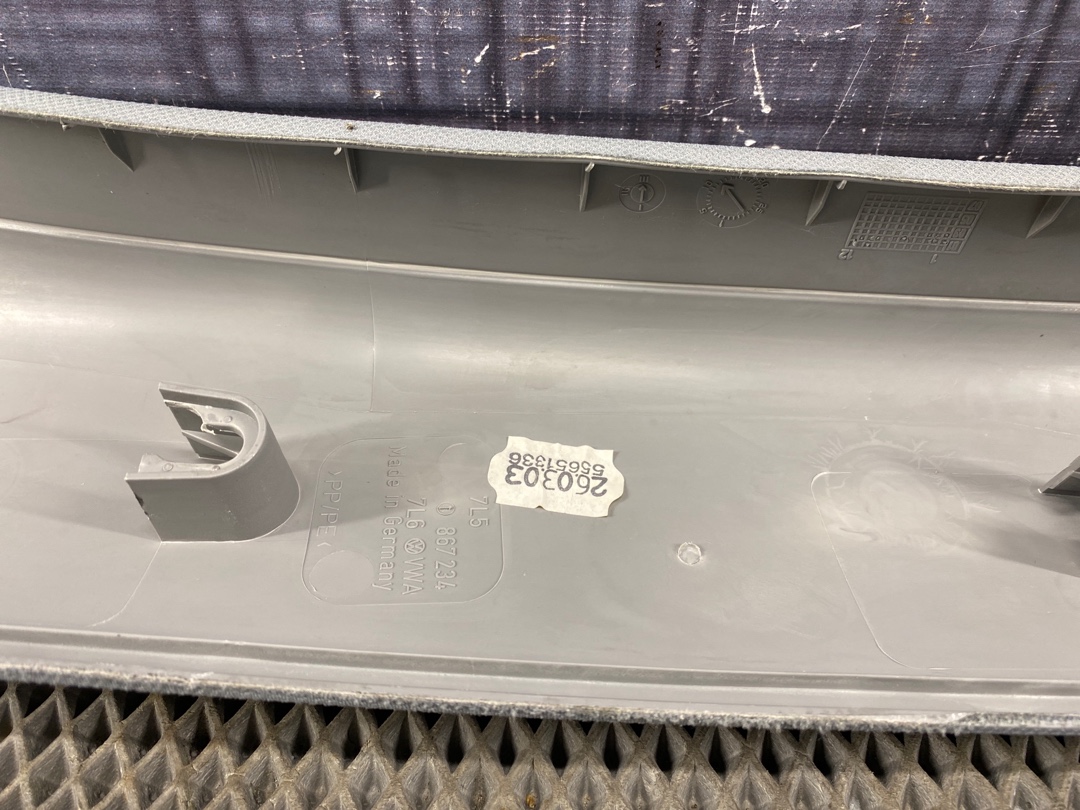 7L5
D 867 234
7L6 VWA
Made in Germany
>PP/PE<
260303
55651336